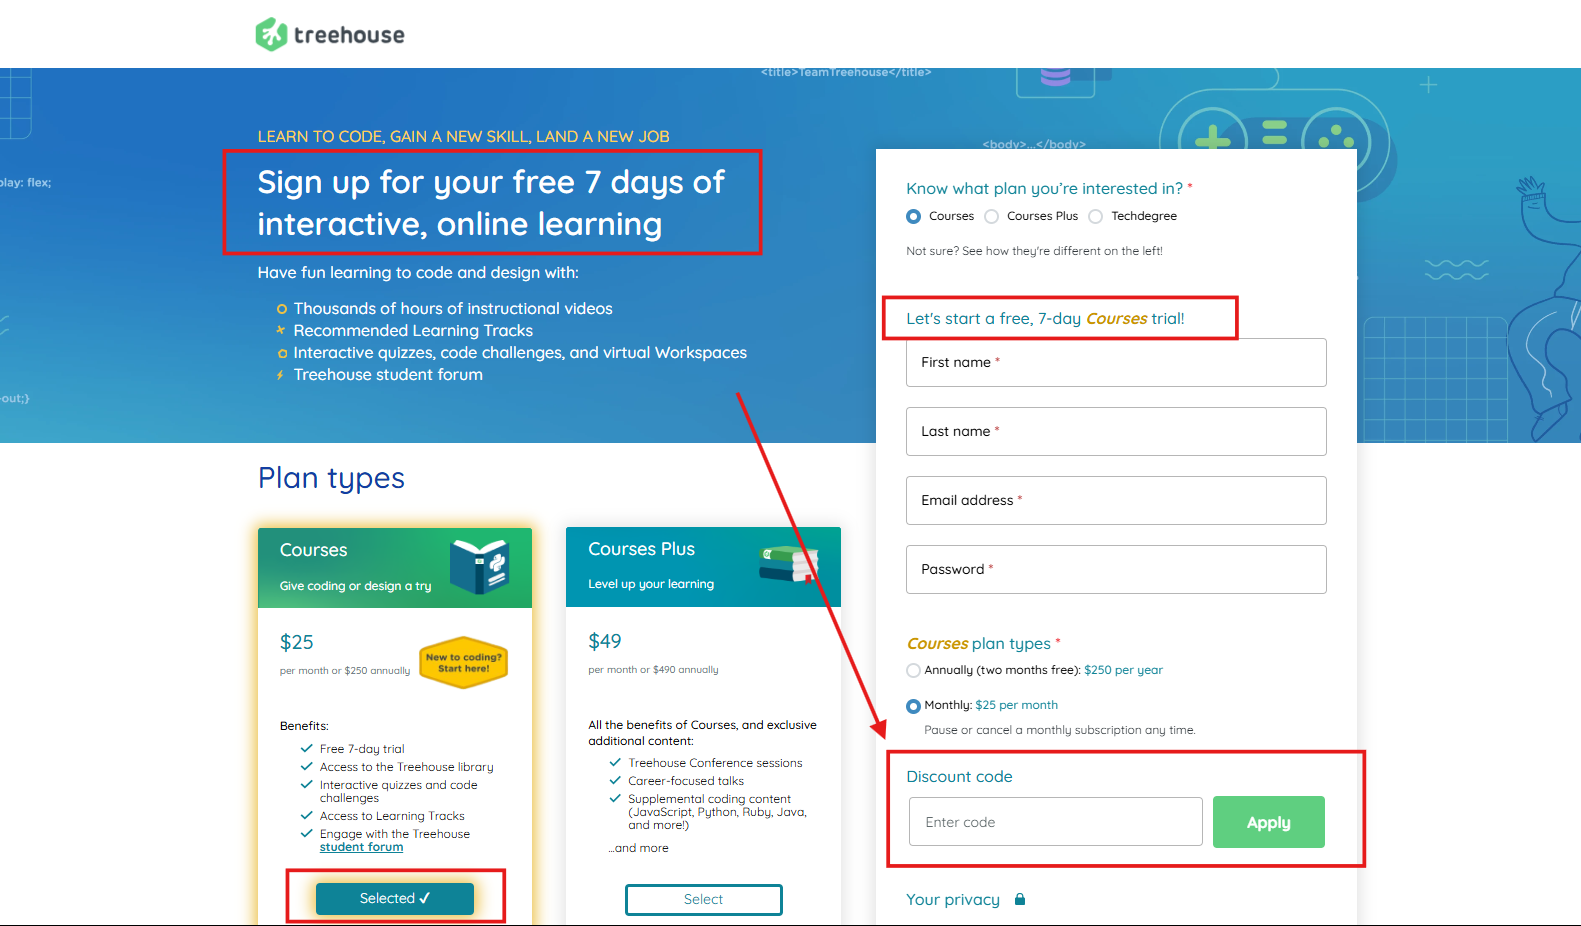 treehouse
<title>TeamTreehouse</title>
<body>...</body>
play: flex;
-out;}
LEARN TO CODE, GAIN A NEW SKILL, LAND A NEW JOB
Sign up for your free 7 days of
interactive, online learning
Have fun learning to code and design with:
Thousands of hours of instructional videos
Recommended Learning Tracks
Interactive quizzes, code challenges, and virtual Workspaces
Treehouse student forum
Plan types
Courses
Give coding or design a try
$25
per month or $250 annually
New to coding?
Start here!
Benefits:
Free 7-day trial
Access to the Treehouse library
Interactive quizzes and code
challenges
Access to Learning Tracks
Engage with the Treehouse
student forum
Selected
Courses Plus
Level up your learning
$49
per month or $490 annually
All the benefits of Courses, and exclusive
additional content:
Treehouse Conference sessions
Career-focused talks
Supplemental coding content
(JavaScript, Python, Ruby, Java,
and more!)
...and more
Select
Know what plan you're interested in? *
Courses Courses Plus Techdegree
Not sure? See how they're different on the left!
Let's start a free, 7-day Courses trial!
First name *
Last name *
Email address *
Password *
Courses plan types *
Annually (two months free): $250 per year
Monthly: $25 per month
Pause or cancel a monthly subscription any time.
Discount code
Enter code
Apply
Your privacy